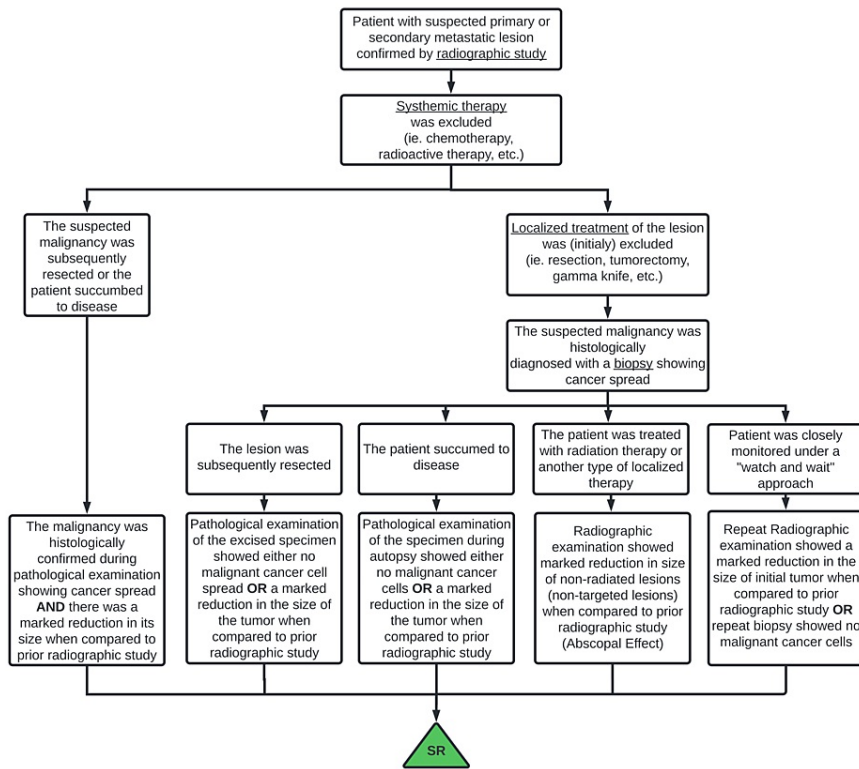 Patient with suspected primary or
secondary metastatic lesion
confirmed by radiographic study
Systhemic therapy
was excluded
(ie. chemotherapy,
radioactive therapy, etc.)
The suspected
malignancy was
subsequently
resected or the
patient succumbed
to disease
Localized treatment of the lesion
was (initialy) excluded
(ie. resection, tumorectomy,
gamma knife, etc.)
The suspected malignancy was
histologically
diagnosed with a biopsy showing
cancer spread
The lesion was
subsequently resected
The patient succumed to
disease
The patient was treated
with radiation therapy or
another type of localized
therapy
Patient was closely
monitored under a
"watch and wait"
approach
The malignancy was
histologically
confirmed during
pathological examination
showing cancer spread
AND there was a
marked reduction in its
size when compared to
prior radiographic study
Pathological examination
of the excised specimen
showed either no
malignant cancer cell
spread OR a marked
reduction in the size of
the tumor when
compared to prior
radiographic study
Pathological examination
of the specimen during
autopsy showed either
no malignant cancer
cells OR a marked
reduction in the size of
the tumor when
compared to prior
radiographic study
Radiographic
examination showed
marked reduction in size
of non-radiated lesions
(non-targeted lesions)
when compared to prior
radiographic study
(Abscopal Effect)
Repeat Radiographic
examination showed a
marked reduction in the
size of initial tumor when
compared to prior
radiographic study OR
repeat biopsy showed no
malignant cancer cells
SR